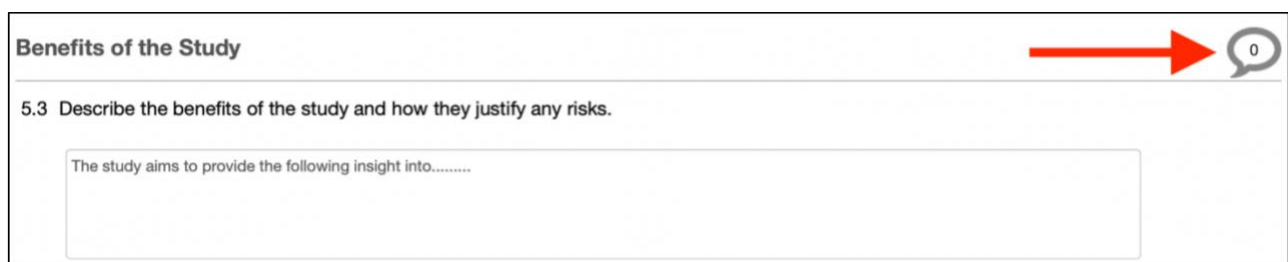 Benefits of the Study
0
5.3 Describe the benefits of the study and how they justify any risks.
The study aims to provide the following insight into.........